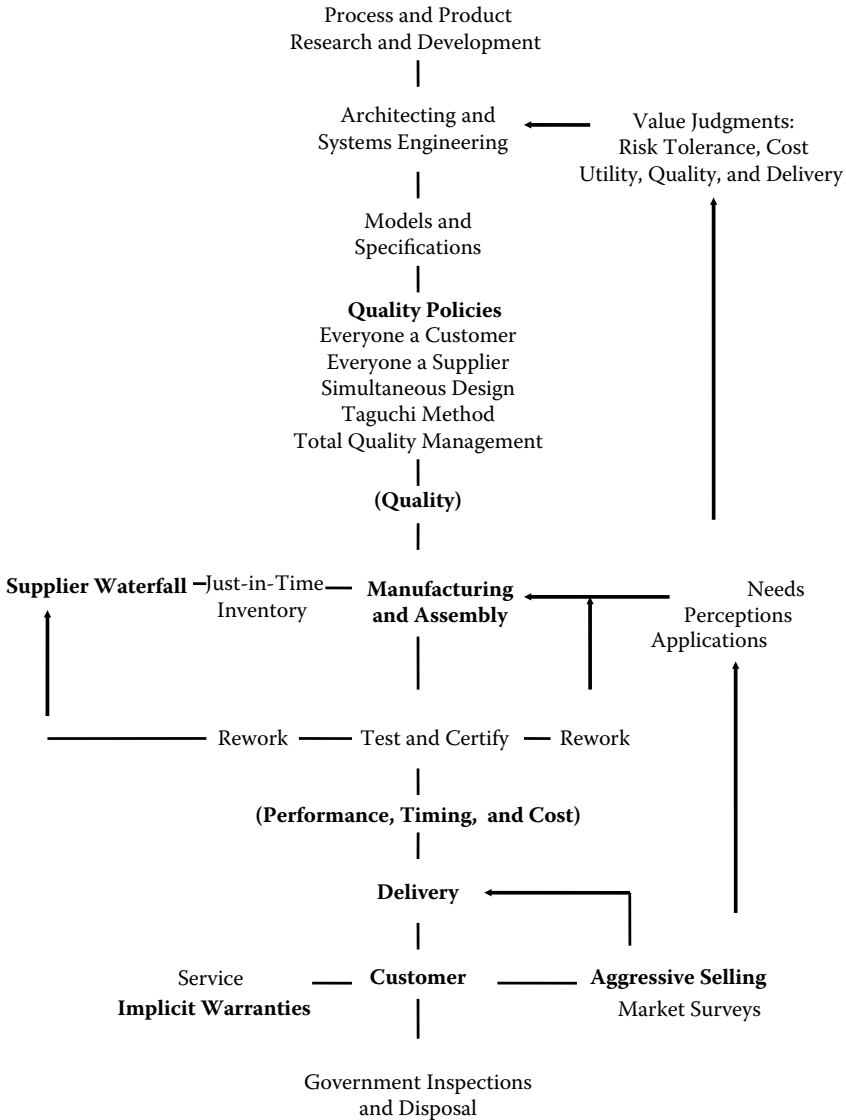 Process and Product
Research and Development
Architecting and
Systems Engineering
Value Judgments:
Risk Tolerance, Cost
Utility, Quality, and Delivery
Models and
Specifications
Quality Policies
Everyone a Customer
Everyone a Supplier
Simultaneous Design
Taguchi Method
Total Quality Management
(Quality)
Supplier Waterfall
Just-in-Time
Inventory
Manufacturing
and Assembly
Needs
Perceptions
Applications
Rework
Test and Certify
Rework
(Performance, Timing, and Cost)
Delivery
Service
Implicit Warranties
Customer
Aggressive Selling
Market Surveys
Government Inspections
and Disposal